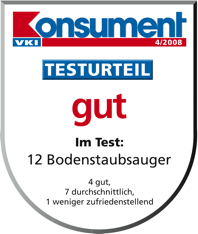 Konsument
VKI 4/2008
TESTURTEIL
gut
Im Test:
12 Bodenstaubsauger
4 gut,
7 durchschnittlich,
1 weniger zufriedenstellend